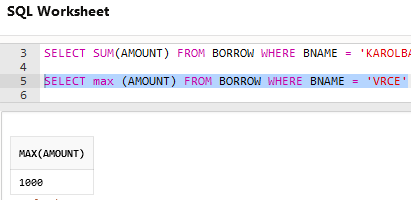 SQL Worksheet
3 SELECT SUM(AMOUNT) FROM BORROW WHERE BNAME = 'KAROLBA
4
5 SELECT max (AMOUNT) FROM BORROW WHERE BNAME = 'VRCE'
6
MAX(AMOUNT)
1000